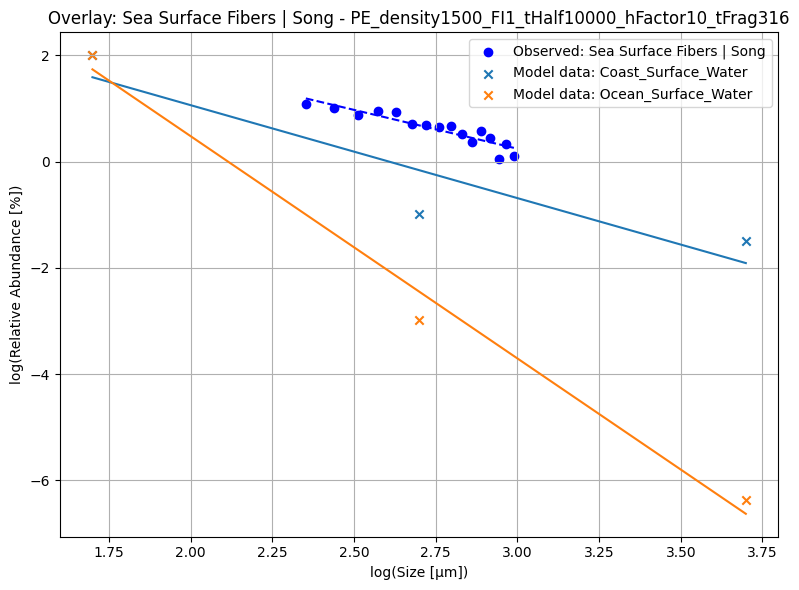 Overlay: Sea Surface Fibers | Song - PE_density1500_FI1_tHalf10000_hFactor10_tFrag316
Observed: Sea Surface Fibers | Song
Model data: Coast_Surface_Water
Model data: Ocean_Surface_Water
log(Relative Abundance [%])
2
0
−2
−4
−6
1.75
2.00
2.25
2.50
2.75
3.00
3.25
3.50
3.75
log(Size [µm])